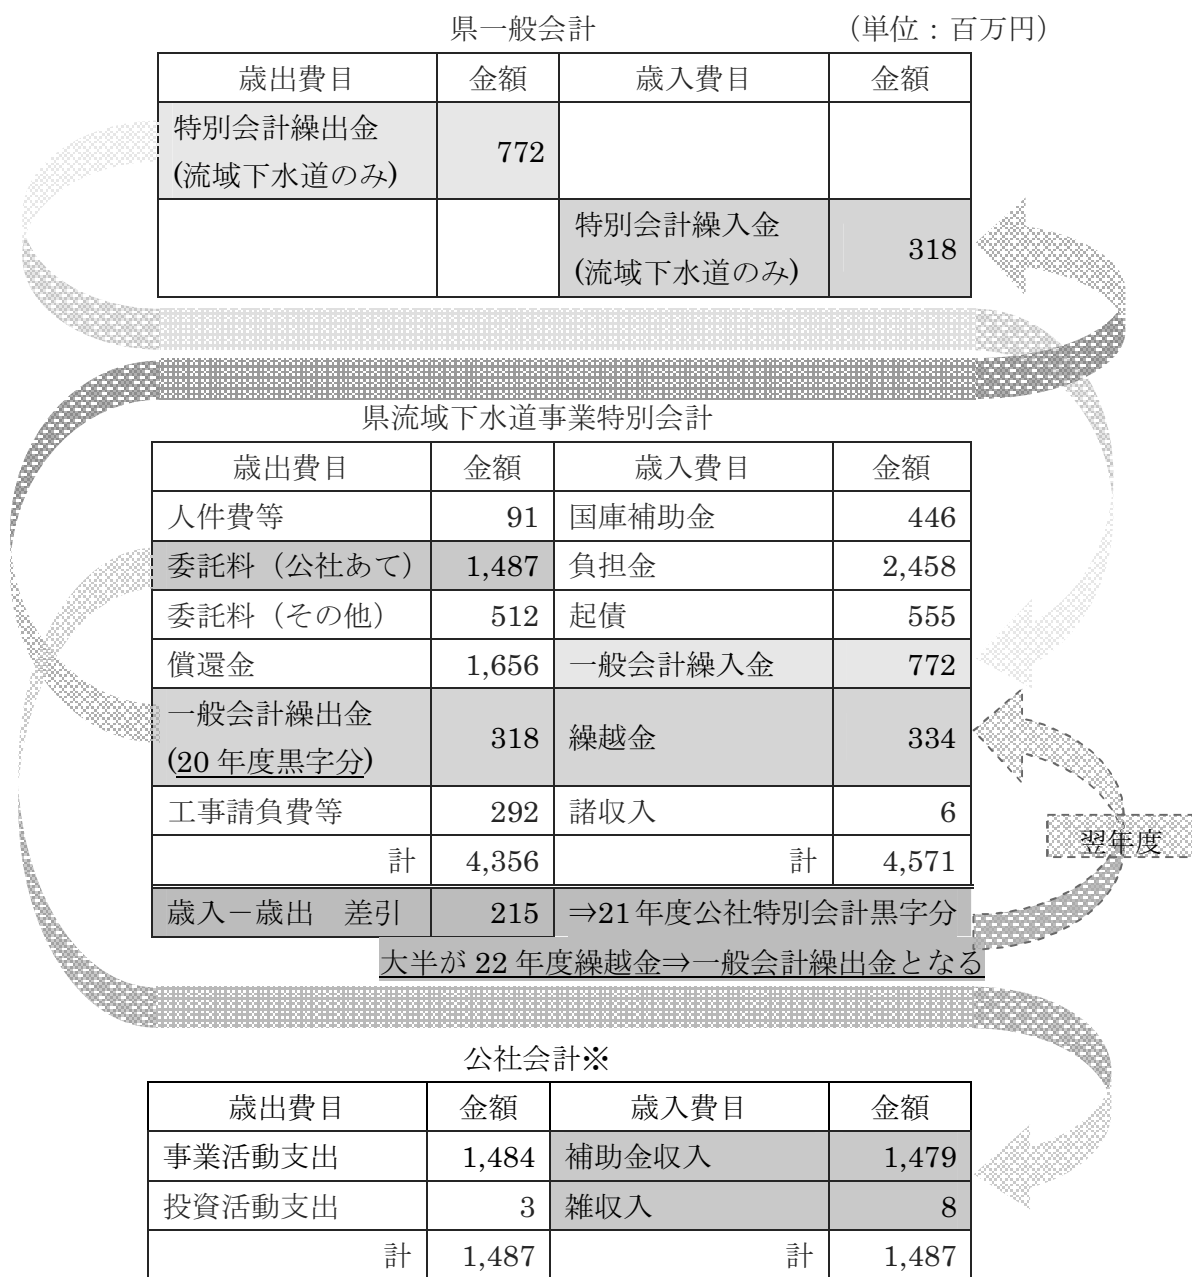 県一般会計 (単位：百万円)
歳出費目 金額 歳入費目 金額
特別会計繰出金
(流域下水道のみ) 772
特別会計繰入金
(流域下水道のみ) 318
県流域下水道事業特別会計
歳出費目 金額 歳入費目 金額
人件費等 91 国庫補助金 446
委託料（公社あて） 1,487 負担金 2,458
委託料（その他） 512 起債 555
償還金 1,656 一般会計繰入金 772
一般会計繰出金
(20年度黒字分) 318 繰越金 334
工事請負費等 292 諸収入 6
計 4,356 計 4,571
翌年度
歳入－歳出　差引 215 ⇒21年度公社特別会計黒字分
大半が22年度繰越金⇒一般会計繰出金となる
公社会計※
歳出費目 金額 歳入費目 金額
事業活動支出 1,484 補助金収入 1,479
投資活動支出 3 雑収入 8
計 1,487 計 1,487